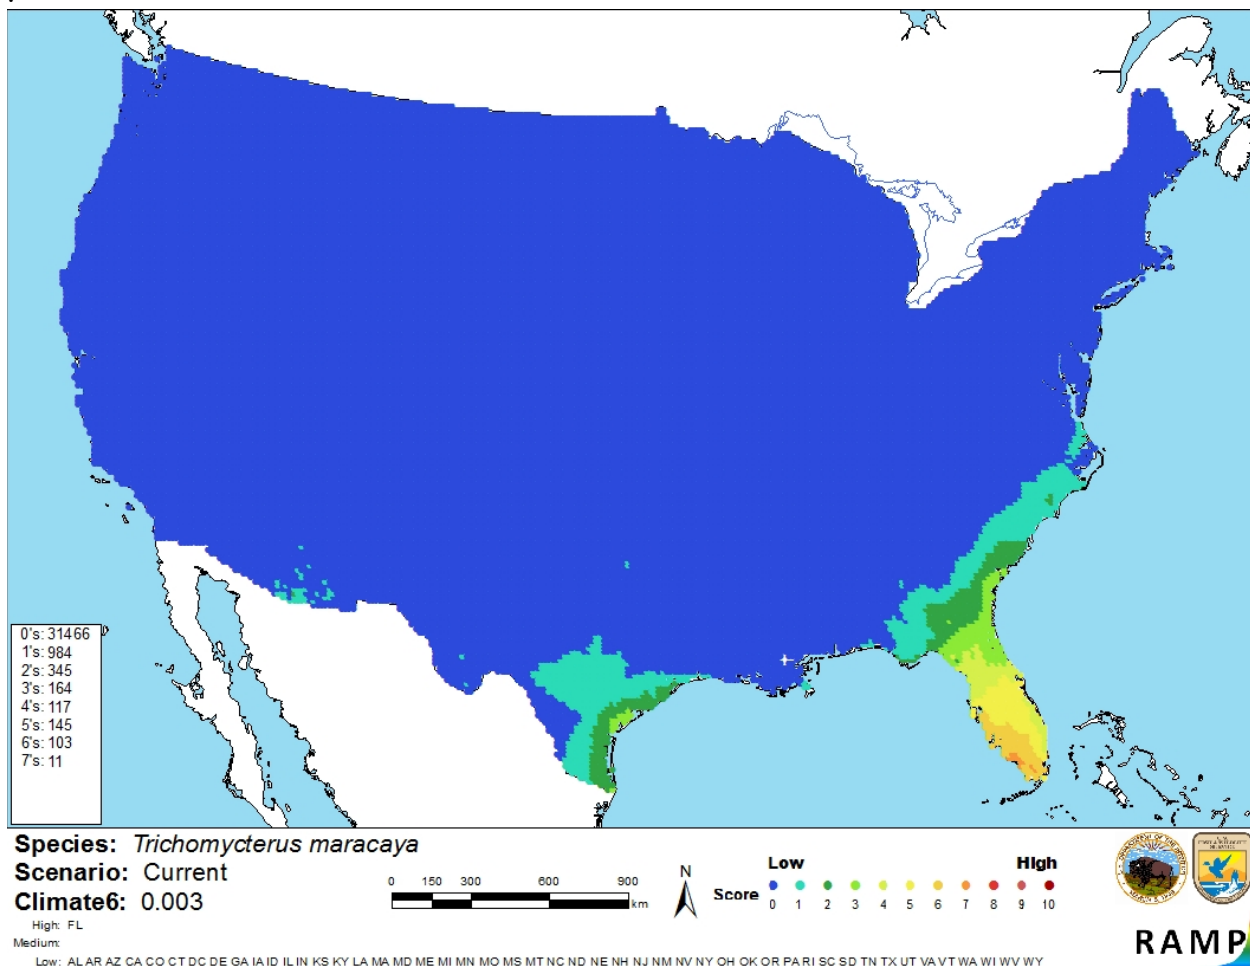 0's: 31466
1's: 984
2's: 345
3's: 164
4's: 117
5's: 145
6's: 103
7's: 11
Species: Trichomycterus maracaya
Scenario: Current
Climate6: 0.003
High: FL
Medium:
Low: AL AR AZ CA CO CT DC DE GA IA ID IL IN KS KY LA MA MD ME MI MN MO MS MT NC ND NE NH NJ NM NV NY OH OK OR PA RI SC SD TN TX UT VA VT WA WI WV WY
0 150 300 600 900
km
N
Low High
Score
0 1 2 3 4 5 6 7 8 9 10
RAMP